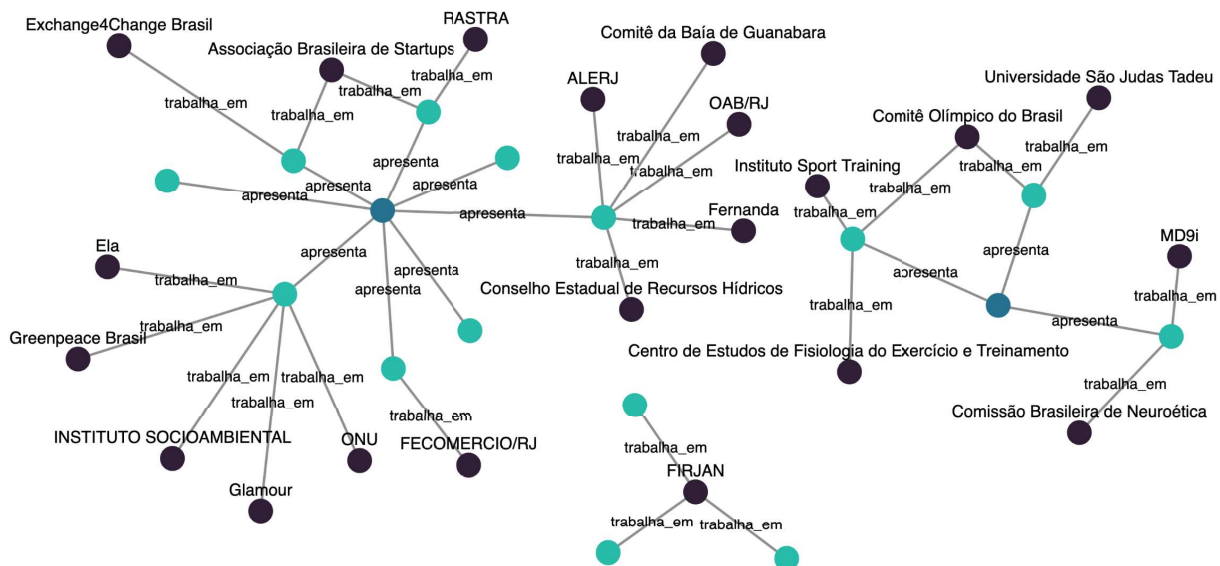 Exchange4Change Brasil
RASTRA
Associação Brasileira de Startups
Comitê da Baía de Guanabara
ALERJ
OAB/RJ
Universidade São Judas Tadeu
Comitê Olímpico do Brasil
Instituto Sport Training
trabalha_em
trabalha_em
trabalha_em
trabalha_em
trabalha_em
trabalha_em
trabalha_em
trabalha_em
trabalha_em
trabalha_em
trabalha_em
apresenta
apresenta
apresenta
apresenta
Fernanda
trabalha_em
trabalha_em
Ela
apresenta
apresenta
apresenta
apresenta
apresenta
MD9i
trabalha_em
trabalha_em
Conselho Estadual de Recursos Hídricos
trabalha_em
trabalha_em
apresenta
Greenpeace Brasil
trabalha_em
Centro de Estudos de Fisiologia do Exercício e Treinamento
trabalha_em
trabalha_em
trabalha_em
trabalha_em
trabalha_em
Comissão Brasileira de Neuroética
INSTITUTO SOCIOAMBIENTAL
ONU
FECOMERCIO/RJ
trabalha_em
FIRJAN
Glamour
trabalha_em
trabalha_em